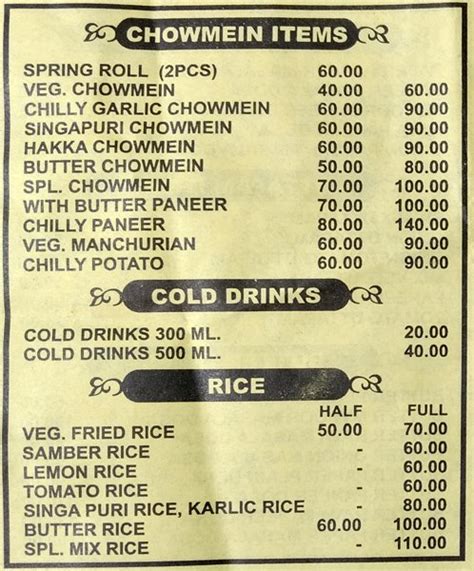 CHOWMEIN ITEMS
SPRING ROLL (2PCS) 60.00
VEG. CHOWMEIN 40.00 60.00
CHILLY GARLIC CHOWMEIN 60.00 90.00
SINGAPURI CHOWMEIN 60.00 90.00
HAKKA CHOWMEIN 60.00 90.00
BUTTER CHOWMEIN 50.00 80.00
SPL. CHOWMEIN 70.00 100.00
WITH BUTTER PANEER 70.00 100.00
CHILLY PANEER 80.00 140.00
VEG. MANCHURIAN 60.00 90.00
CHILLY POTATO 60.00 90.00
COLD DRINKS
COLD DRINKS 300 ML. 20.00
COLD DRINKS 500 ML. 40.00
RICE
HALF FULL
VEG. FRIED RICE 50.00 70.00
SAMBER RICE - 60.00
LEMON RICE - 60.00
TOMATO RICE - 60.00
SINGA PURI RICE, KARLIC RICE - 80.00
BUTTER RICE 60.00 100.00
SPL. MIX RICE - 110.00